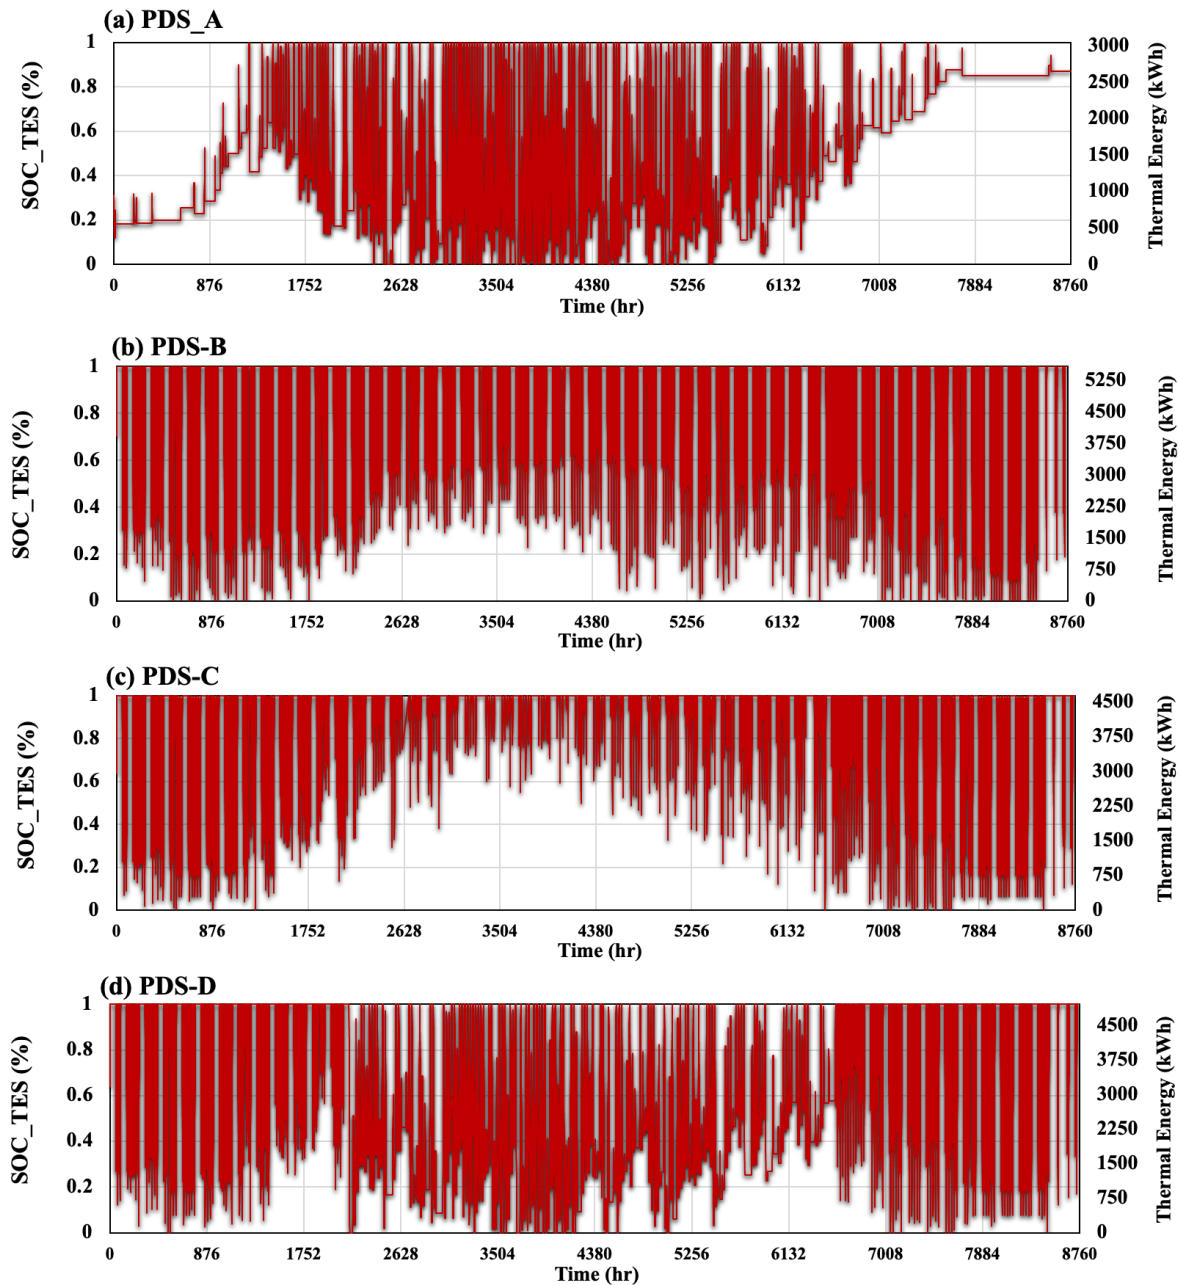 (a) PDS_A
SOC_TES (%)
1
0.8
0.6
0.4
0.2
0
3000
2500
2000
1500
1000
500
0
Thermal Energy (kWh)
0 876 1752 2628 3504 4380 5256 6132 7008 7884 8760
Time (hr)
(b) PDS-B
SOC_TES (%)
1
0.8
0.6
0.4
0.2
0
5250
4500
3750
3000
2250
1500
750
0
Thermal Energy (kWh)
0 876 1752 2628 3504 4380 5256 6132 7008 7884 8760
Time (hr)
(c) PDS-C
SOC_TES (%)
1
0.8
0.6
0.4
0.2
0
4500
3750
3000
2250
1500
750
0
Thermal Energy (kWh)
0 876 1752 2628 3504 4380 5256 6132 7008 7884 8760
Time (hr)
(d) PDS-D
SOC_TES (%)
1
0.8
0.6
0.4
0.2
0
4500
3750
3000
2250
1500
750
0
Thermal Energy (kWh)
0 876 1752 2628 3504 4380 5256 6132 7008 7884 8760
Time (hr)